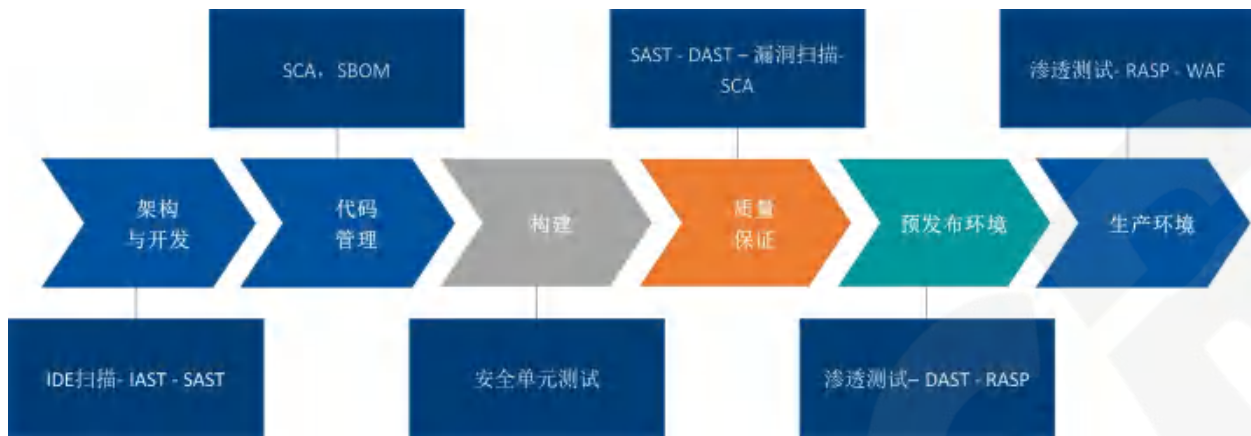 SCA，SBOM
SAST - DAST – 漏洞扫描-
SCA
渗透测试- RASP - WAF
架构
与开发
代码
管理
构建
质量
保证
预发布环境
生产环境
IDE扫描- IAST - SAST
安全单元测试
渗透测试– DAST - RASP